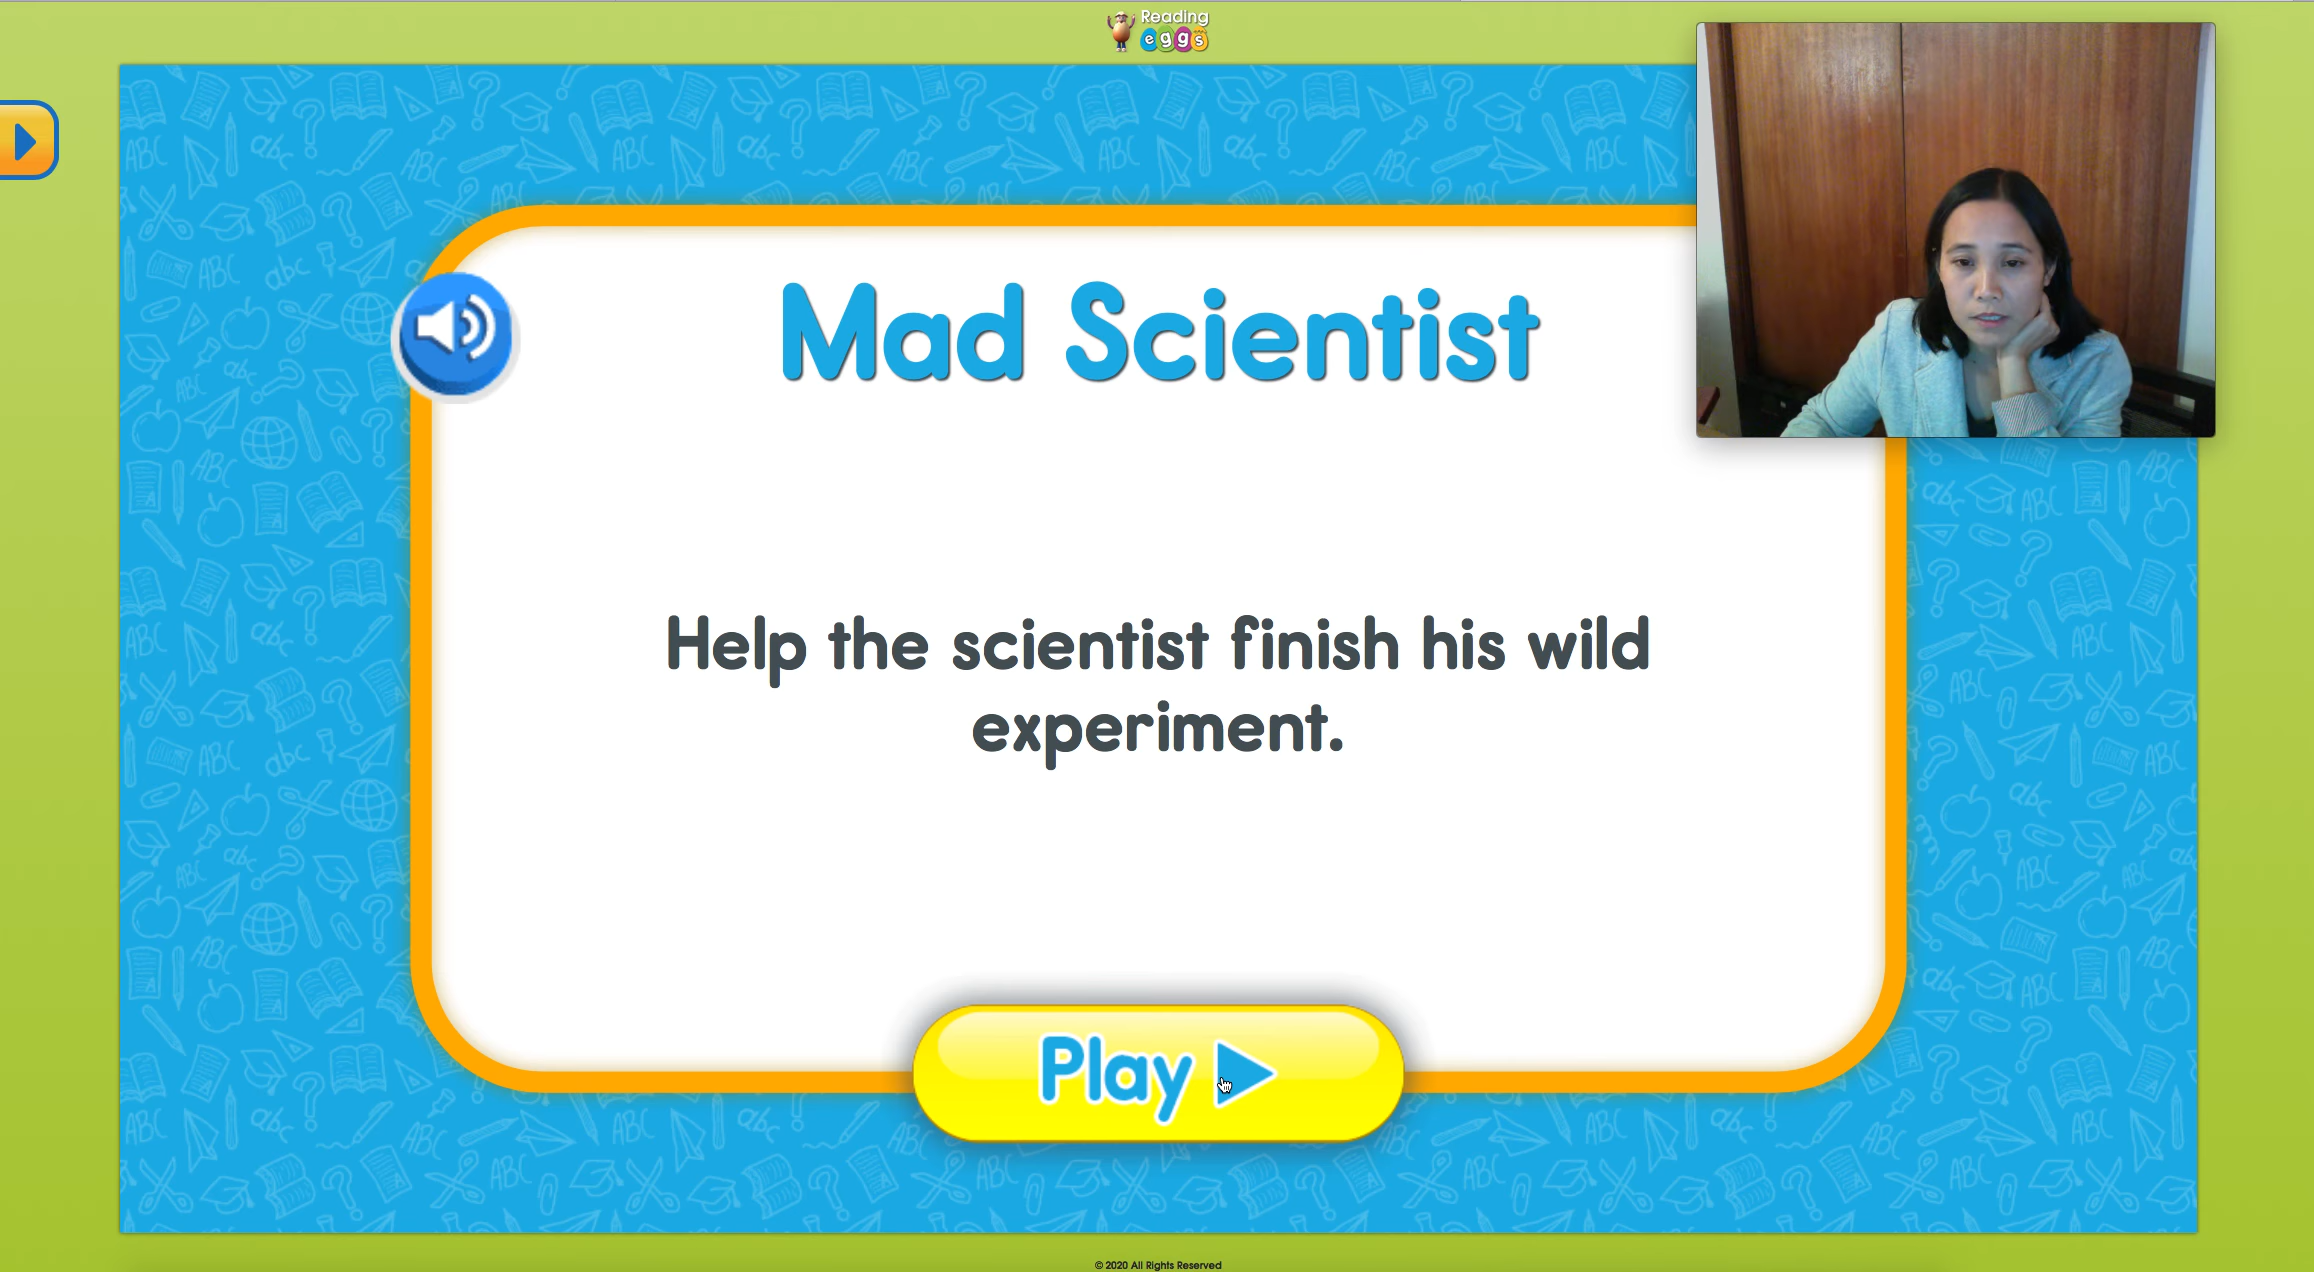 Reading
eggs
Mad Scientist
Help the scientist finish his wild
experiment.
Play
© 2020 All Rights Reserved